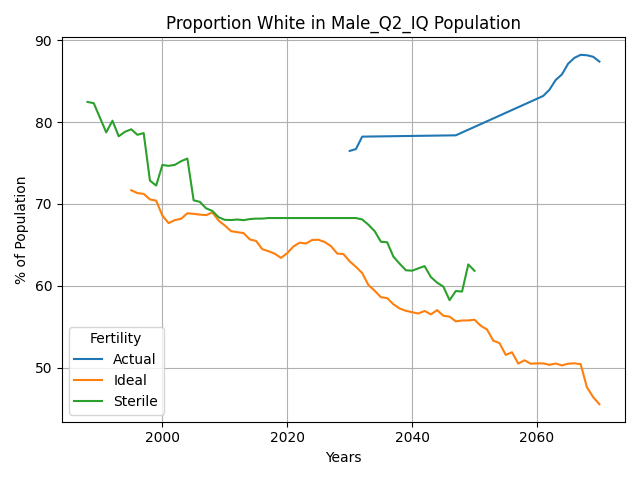 Proportion White in Male_Q2_IQ Population
90
80
70
60
50
% of Population
Fertility
Actual
Ideal
Sterile
2000
2020
2040
2060
Years